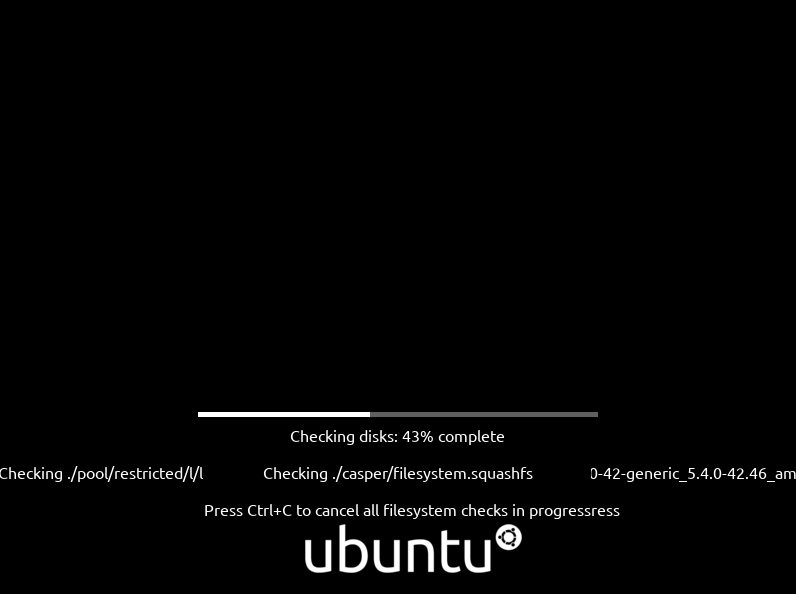 Checking disks: 43% complete
Checking ./pool/restricted/l/l Checking ./casper/filesystem.squashfs 0-42-generic_5.4.0-42.46_am
Press Ctrl+C to cancel all filesystem checks in progressress
ubuntu